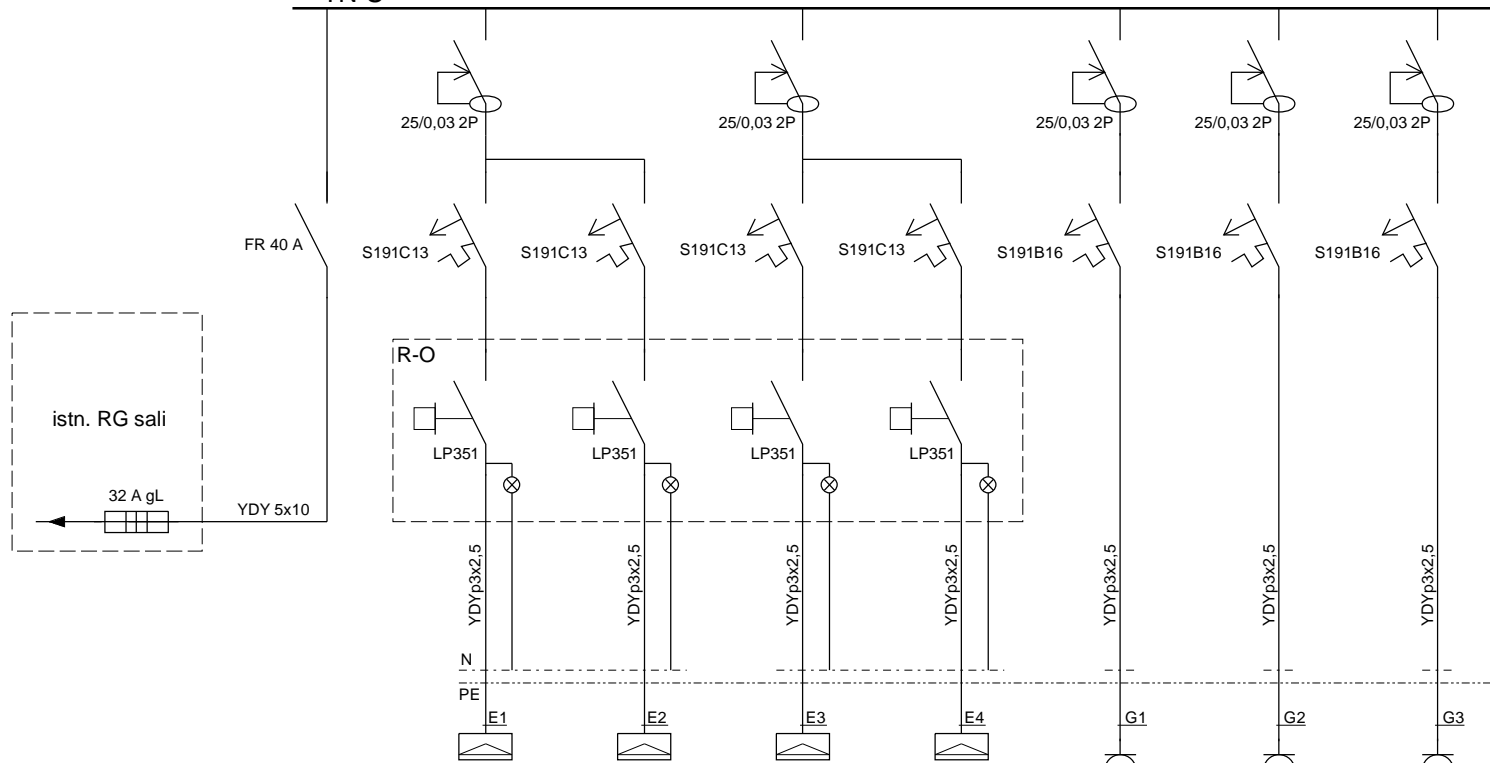 25/0,03 2P 25/0,03 2P 25/0,03 2P 25/0,03 2P 25/0,03 2P
FR 40 A S191C13 S191C13 S191C13 S191C13 S191B16 S191B16 S191B16
R-O
istn. RG sali
LP351 LP351 LP351 LP351
32 A gL YDY 5x10
YDYp3x2,5 YDYp3x2,5 YDYp3x2,5 YDYp3x2,5 YDYp3x2,5 YDYp3x2,5 YDYp3x2,5
N
PE
E1 E2 E3 E4 G1 G2 G3